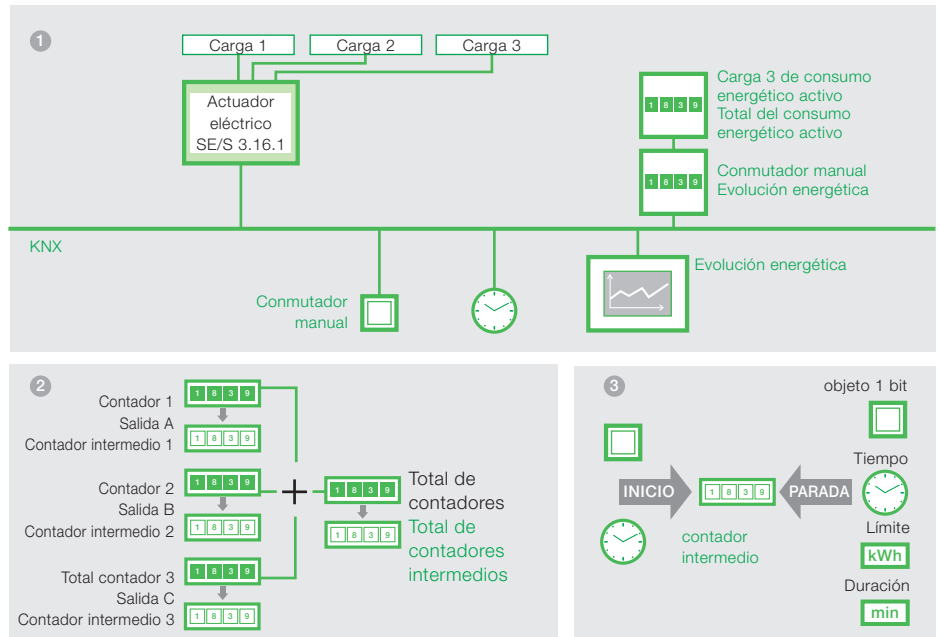 1
Carga 1
Carga 2
Carga 3
Actuador
eléctrico
SE/S 3.16.1
1 8 3 9
Carga 3 de consumo
energético activo
Total del consumo
energético activo
1 8 3 9
Conmutador manual
Evolución energética
KNX
Conmutador
manual
Evolución energética
2
Contador 1
1 8 3 9
Salida A
Contador intermedio 1
1 8 3 9
Contador 2
1 8 3 9
Salida B
Contador intermedio 2
1 8 3 9
Total contador 3
1 8 3 9
Salida C
Contador intermedio 3
1 8 3 9
+
1 8 3 9
Total de
contadores
1 8 3 9
Total de
contadores
intermedios
3
objeto 1 bit
INICIO
1 8 3 9
PARADA
contador
intermedio
Tiempo
Límite
kWh
Duración
min